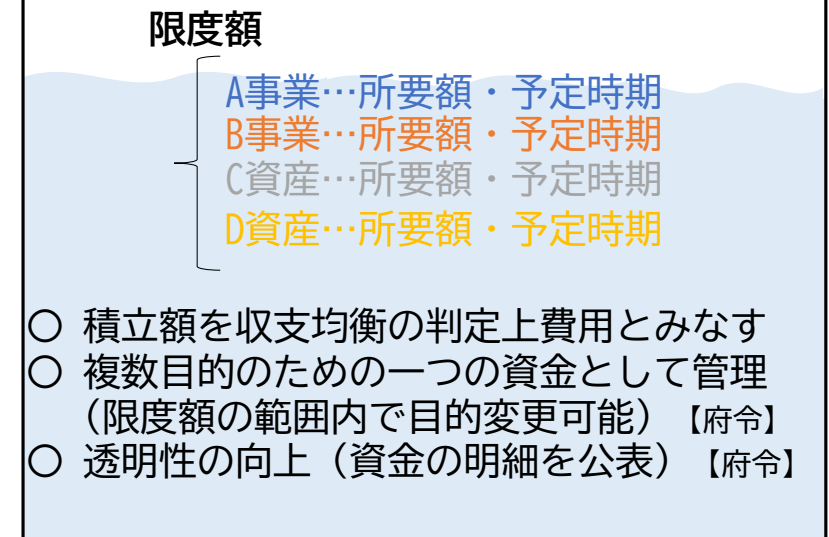 限度額
A事業…所要額・予定時期
B事業…所要額・予定時期
C資産…所要額・予定時期
D資産…所要額・予定時期
〇 積立額を収支均衡の判定上費用とみなす
〇 複数目的のための一つの資金として管理
（限度額の範囲内で目的変更可能）【府令】
〇 透明性の向上（資金の明細を公表）【府令】